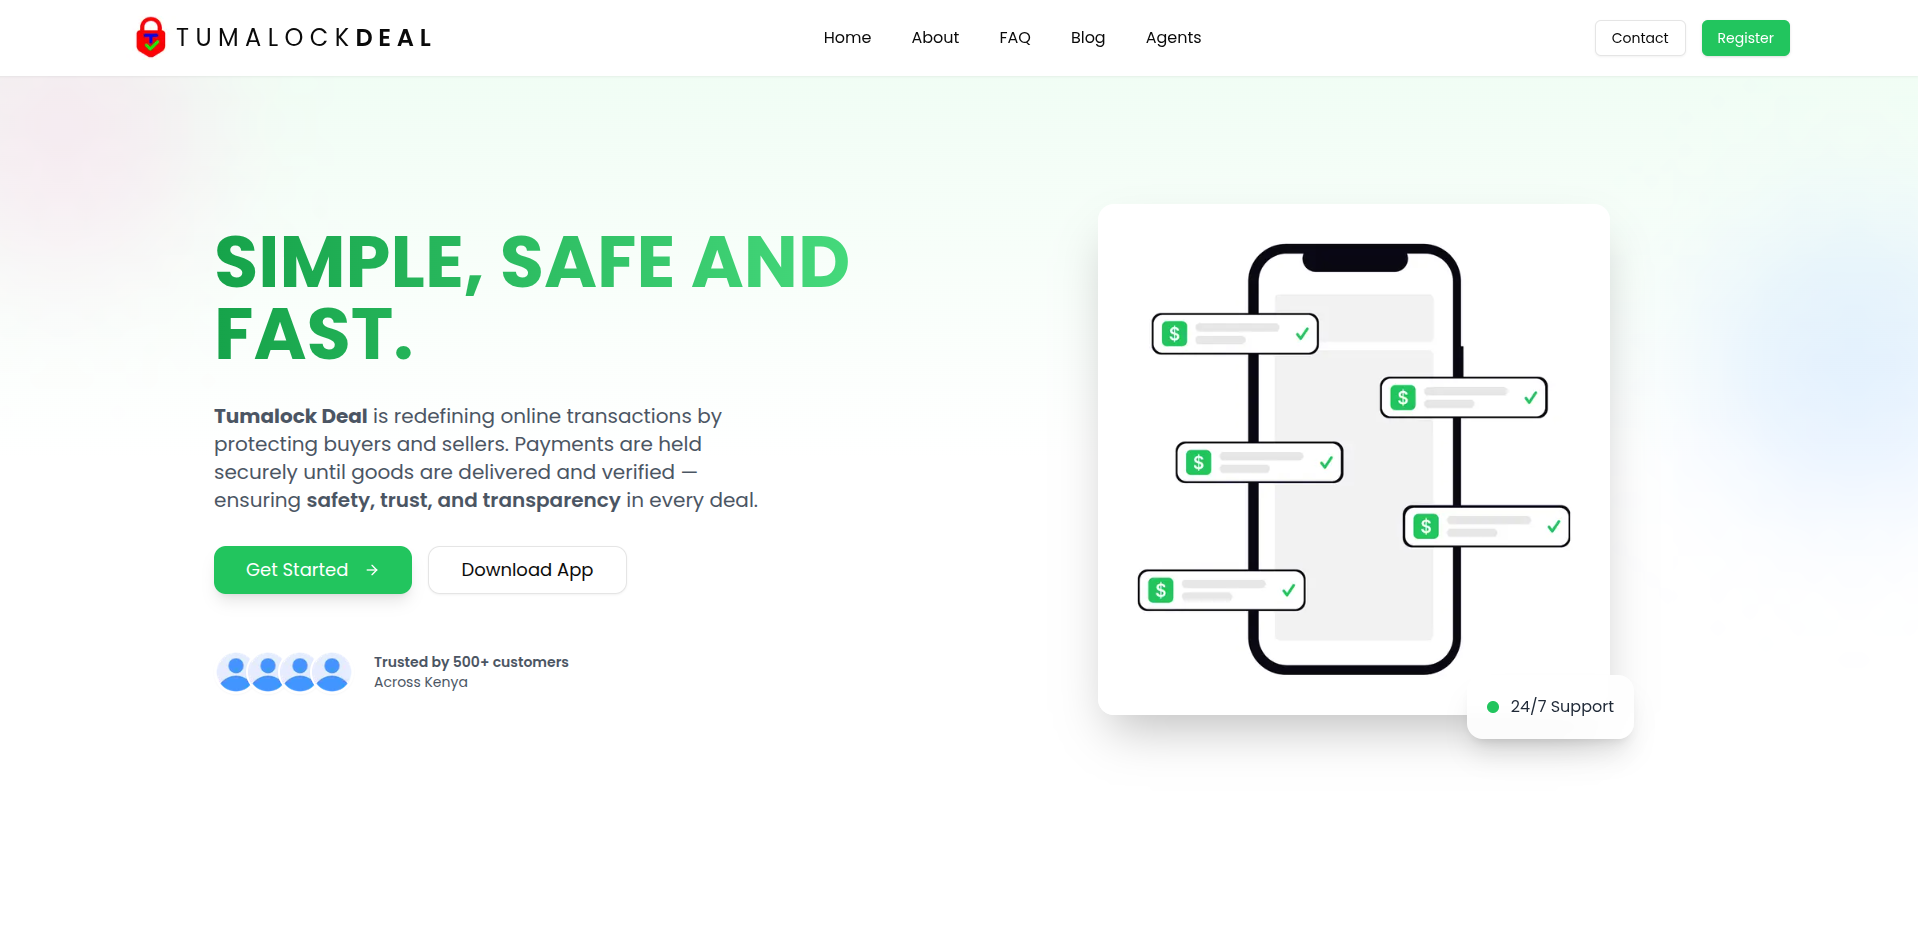 TUMALOCKDEAL
Home About FAQ Blog Agents
Contact Register
SIMPLE, SAFE AND
FAST.
Tumalock Deal is redefining online transactions by
protecting buyers and sellers. Payments are held
securely until goods are delivered and verified —
ensuring safety, trust, and transparency in every deal.
Get Started → Download App
Trusted by 500+ customers
Across Kenya
$
$
$
$
$
24/7 Support